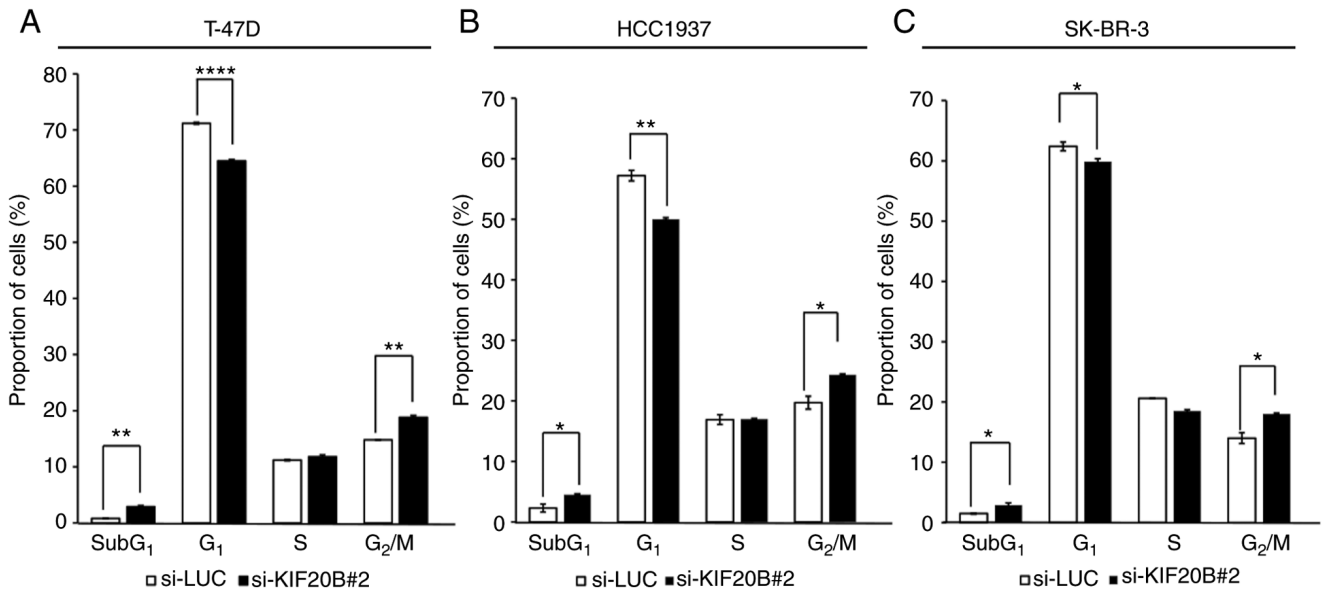 A
T-47D
Proportion of cells (%)
80
70
60
50
40
30
20
10
0
**
****
**
SubG1
G1
S
G2/M
si-LUC
si-KIF20B#2
B
HCC1937
Proportion of cells (%)
70
60
50
40
30
20
10
0
*
**
*
SubG1
G1
S
G2/M
si-LUC
si-KIF20B#2
C
SK-BR-3
Proportion of cells (%)
70
60
50
40
30
20
10
0
*
*
*
SubG1
G1
S
G2/M
si-LUC
si-KIF20B#2